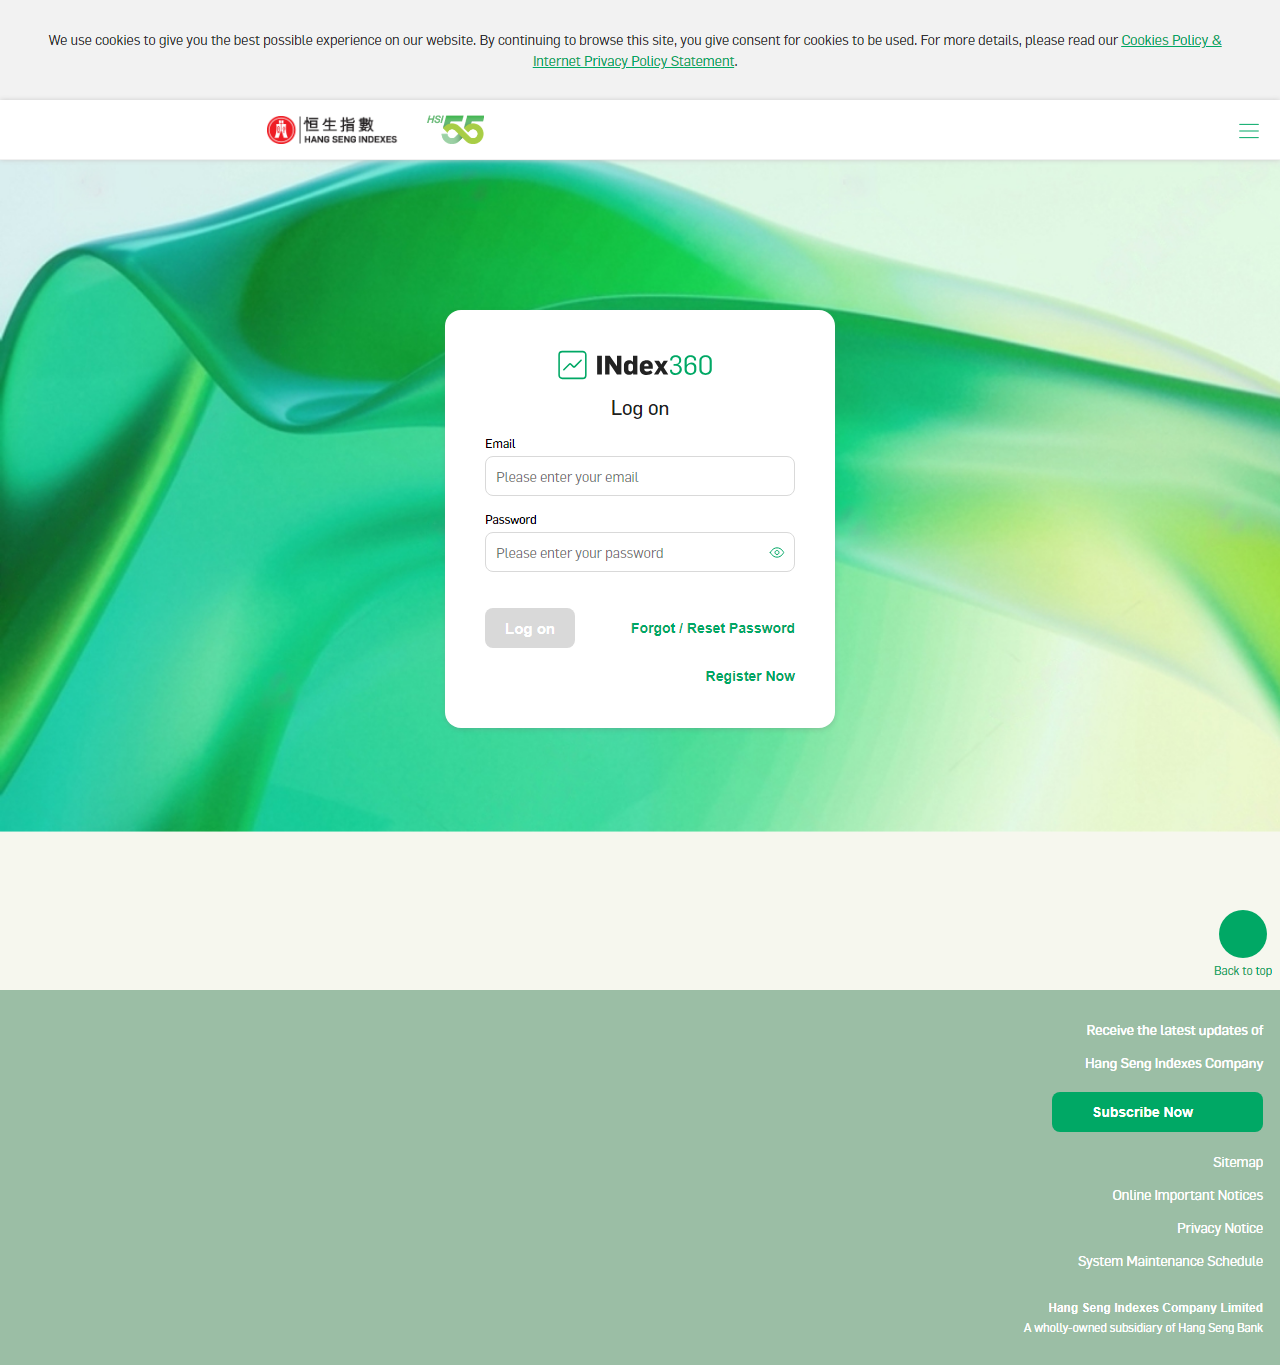 We use cookies to give you the best possible experience on our website. By continuing to browse this site, you give consent for cookies to be used. For more details, please read our Cookies Policy &
Internet Privacy Policy Statement.
恒生指數
HANG SENG INDEXES
HSI 55
INdex360
Log on
Email
Please enter your email
Password
Please enter your password
Log on
Forgot / Reset Password
Register Now
Back to top
Receive the latest updates of
Hang Seng Indexes Company
Subscribe Now
Sitemap
Online Important Notices
Privacy Notice
System Maintenance Schedule
Hang Seng Indexes Company Limited
A wholly-owned subsidiary of Hang Seng Bank